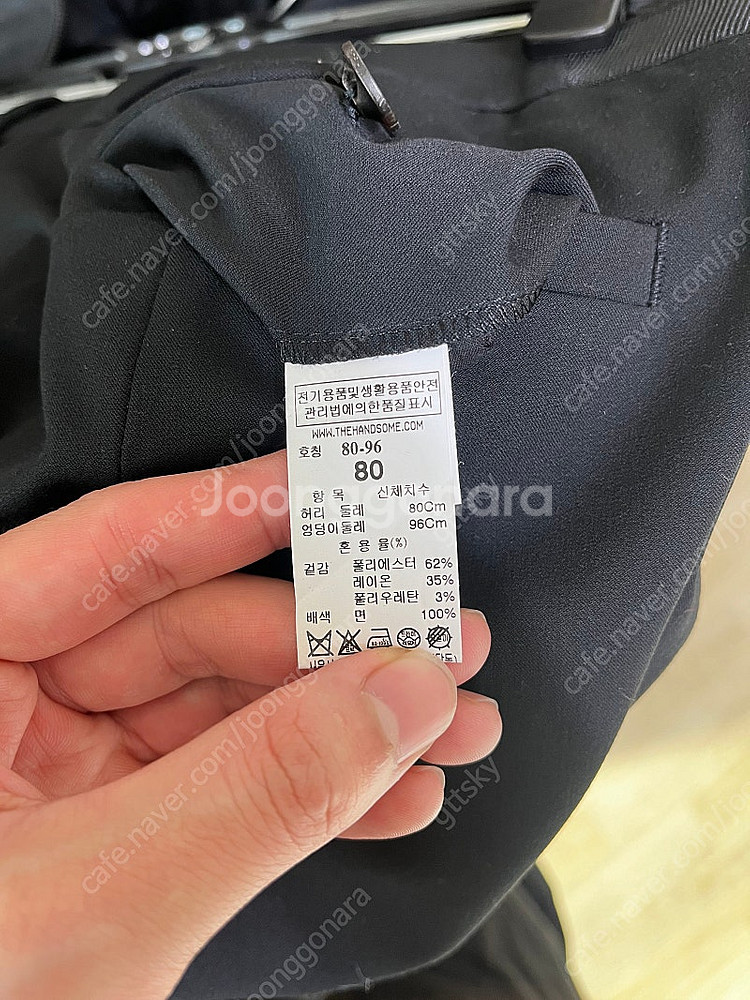 전기용품및생활용품안전
관리법에의한품질표시
WWW.THEHANDSOME.COM
호칭 80-96
80
항 목 신체치수
허리 둘레 80Cm
엉덩이둘레 96Cm
혼 용 율(%)
겉감 폴리에스터 62%
레이온 35%
폴리우레탄 3%
배색 면 100%
Joonggonara
cafe.naver.com/joonggonara
gttsky